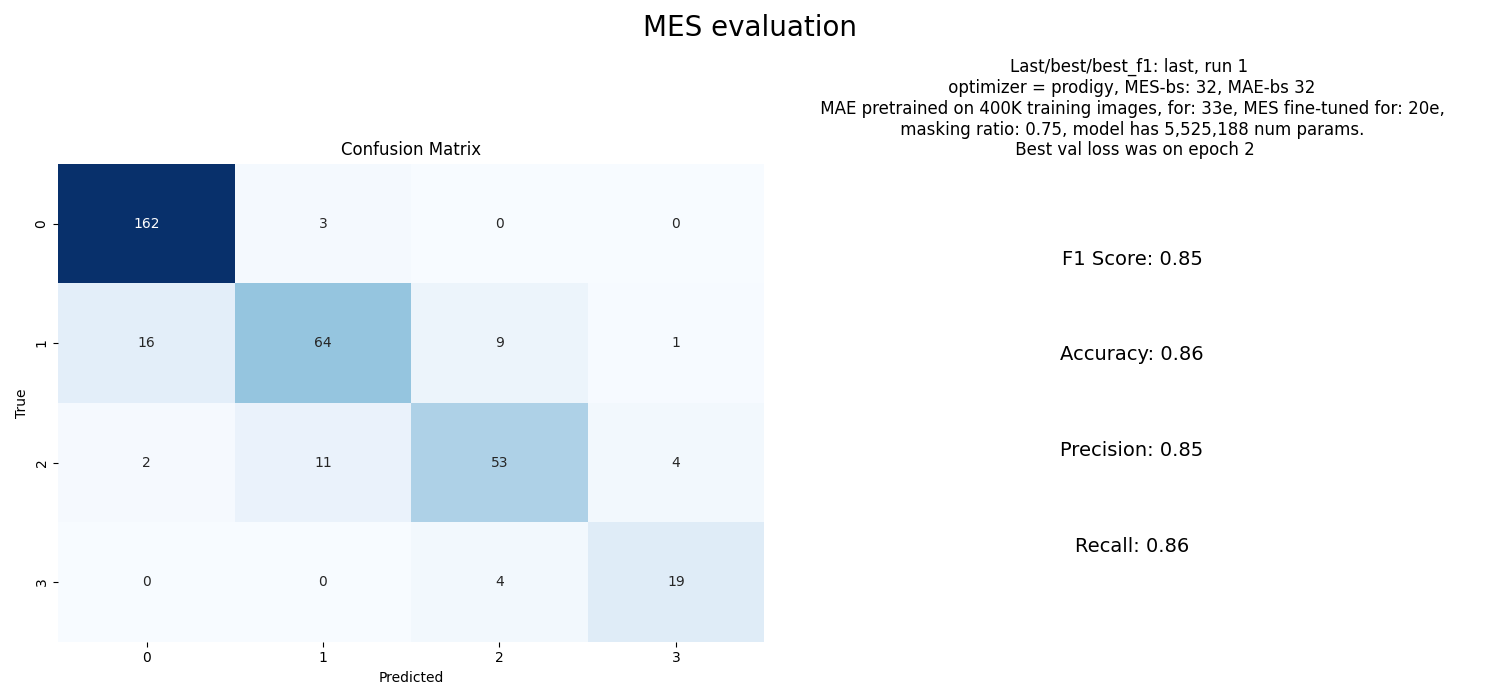 MES evaluation
Last/best/best_f1: last, run 1
optimizer = prodigy, MES-bs: 32, MAE-bs 32
MAE pretrained on 400K training images, for: 33e, MES fine-tuned for: 20e,
masking ratio: 0.75, model has 5,525,188 num params.
Best val loss was on epoch 2
Confusion Matrix
0 162 3 0 0
1 16 64 9 1
2 2 11 53 4
3 0 0 4 19
0 1 2 3
True
Predicted
F1 Score: 0.85
Accuracy: 0.86
Precision: 0.85
Recall: 0.86